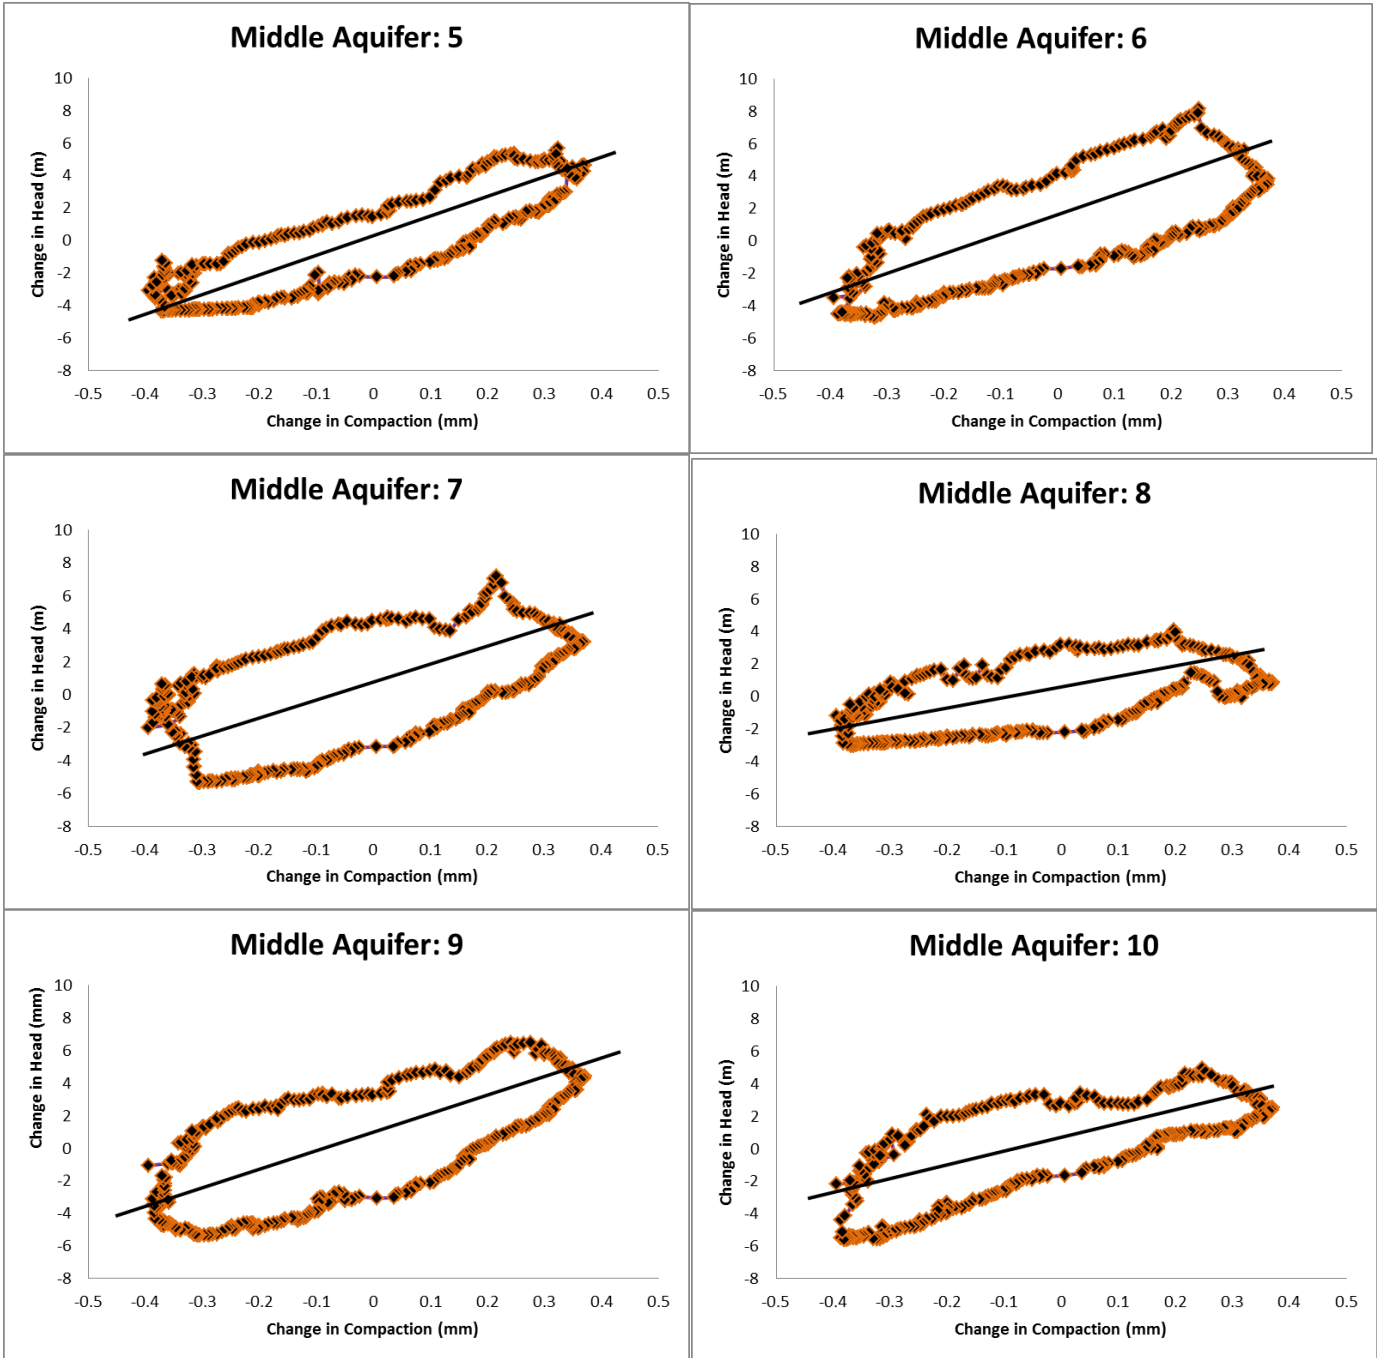 Middle Aquifer: 5
10
8
6
4
2
0
-2
-4
-6
-8
Change in Head (m)
-0.5 -0.4 -0.3 -0.2 -0.1 0 0.1 0.2 0.3 0.4 0.5
Change in Compaction (mm)
Middle Aquifer: 6
10
8
6
4
2
0
-2
-4
-6
-8
Change in Head (m)
-0.5 -0.4 -0.3 -0.2 -0.1 0 0.1 0.2 0.3 0.4 0.5
Change in Compaction (mm)
Middle Aquifer: 7
10
8
6
4
2
0
-2
-4
-6
-8
Change in Head (m)
-0.5 -0.4 -0.3 -0.2 -0.1 0 0.1 0.2 0.3 0.4 0.5
Change in Compaction (mm)
Middle Aquifer: 8
10
8
6
4
2
0
-2
-4
-6
-8
Change in Head (m)
-0.5 -0.4 -0.3 -0.2 -0.1 0 0.1 0.2 0.3 0.4 0.5
Change in Compaction (mm)
Middle Aquifer: 9
10
8
6
4
2
0
-2
-4
-6
-8
Change in Head (mm)
-0.5 -0.4 -0.3 -0.2 -0.1 0 0.1 0.2 0.3 0.4 0.5
Change in Compaction (mm)
Middle Aquifer: 10
10
8
6
4
2
0
-2
-4
-6
-8
Change in Head (m)
-0.5 -0.4 -0.3 -0.2 -0.1 0 0.1 0.2 0.3 0.4 0.5
Change in Compaction (mm)